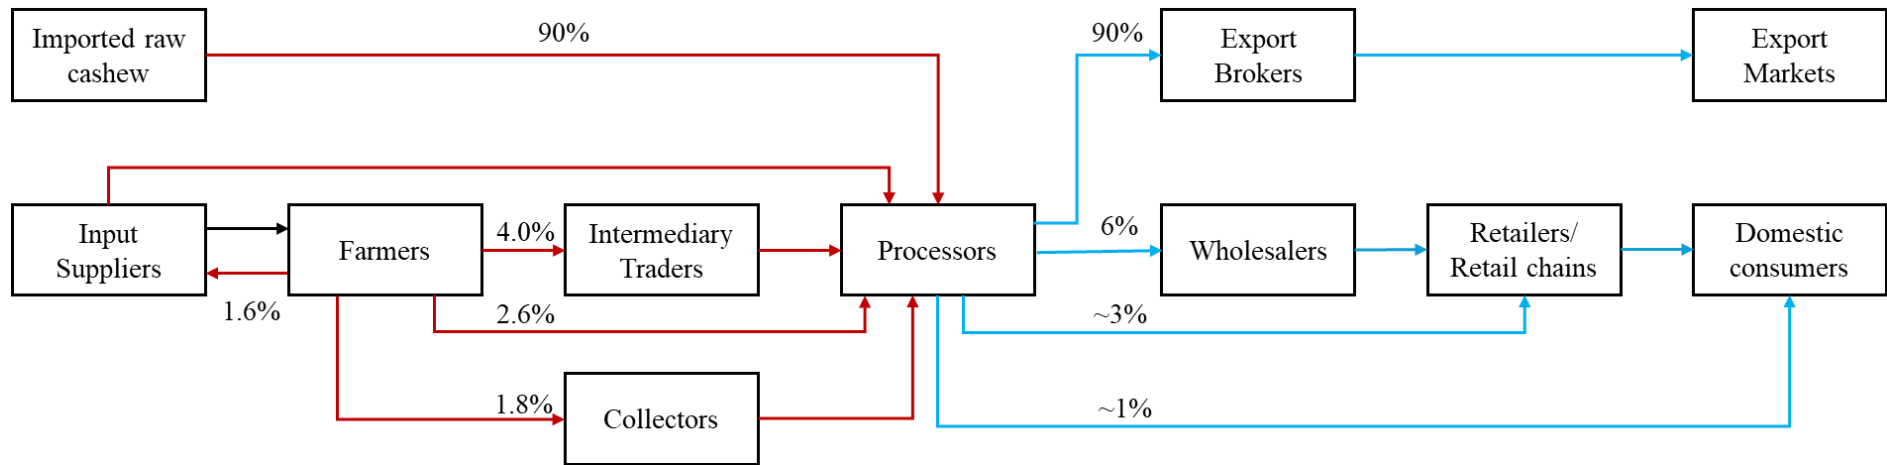 Imported raw
cashew
90%
90%
Export
Brokers
Export
Markets
Input
Suppliers
Farmers
4.0%
Intermediary
Traders
Processors
6%
Wholesalers
Retailers/
Retail chains
Domestic
consumers
1.6%
2.6%
~3%
1.8%
Collectors
~1%